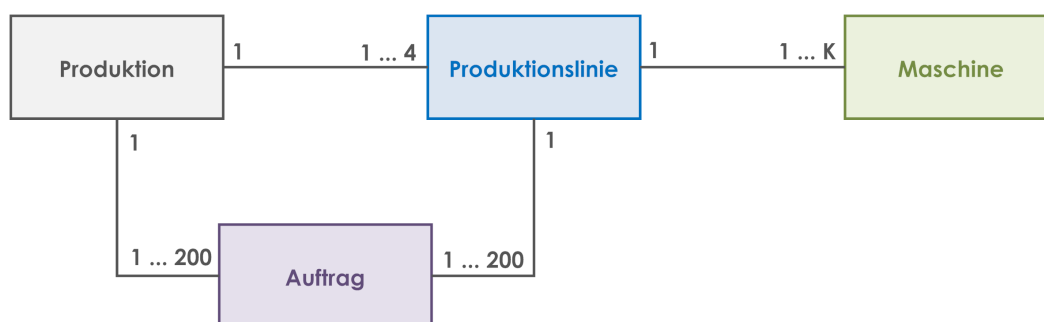 Produktion
1
1 ... 4
Produktionslinie
1
1 ... K
Maschine
1
1
1 ... 200
Auftrag
1 ... 200